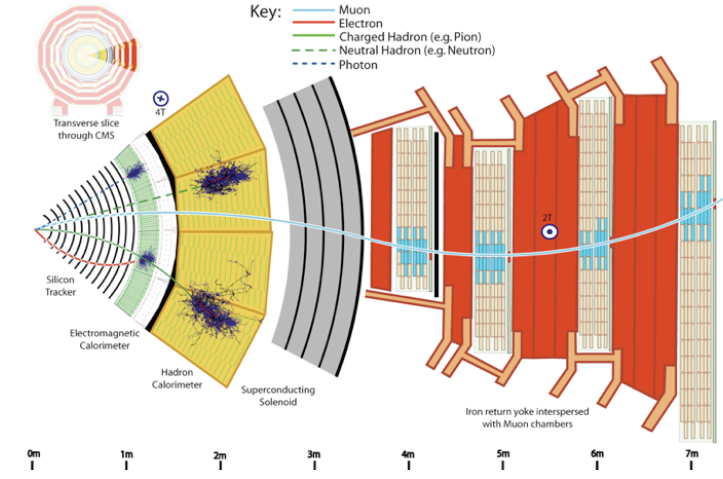 Key:
Muon
Electron
Charged Hadron (e.g. Pion)
Neutral Hadron (e.g. Neutron)
Photon
Transverse slice
through CMS
4T
2T
Silicon
Tracker
Electromagnetic
Calorimeter
Hadron
Calorimeter
Superconducting
Solenoid
Iron return yoke interspersed
with Muon chambers
0m
1m
2m
3m
4m
5m
6m
7m